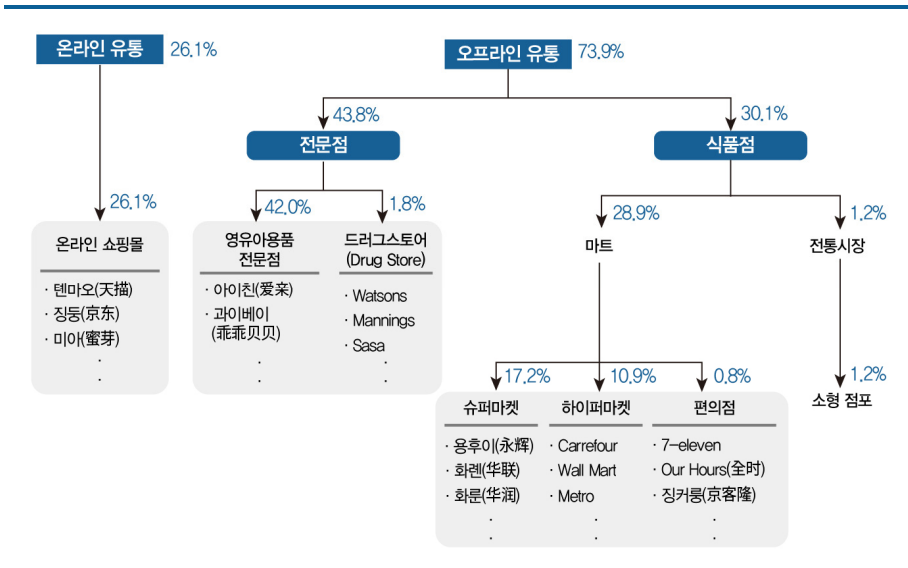 온라인 유통 26.1%
오프라인 유통 73.9%
43.8%
전문점
30.1%
식품점
26.1%
온라인 쇼핑몰
· 텐마오(天描)
· 징둥(京东)
· 미아(蜜芽)
·
·
42.0%
영유아용품
전문점
· 아이친(爱亲)
· 과이베이
(乖乖贝贝)
·
·
1.8%
드러그스토어
(Drug Store)
· Watsons
· Mannings
· Sasa
·
·
28.9%
마트
1.2%
전통시장
17.2%
슈퍼마켓
· 용후이(永辉)
· 화롄(华联)
· 화룬(华润)
·
·
10.9%
하이퍼마켓
· Carrefour
· Wall Mart
· Metro
·
·
0.8%
편의점
· 7-eleven
· Our Hours(全时)
· 징커룽(京客隆)
·
·
1.2%
소형 점포